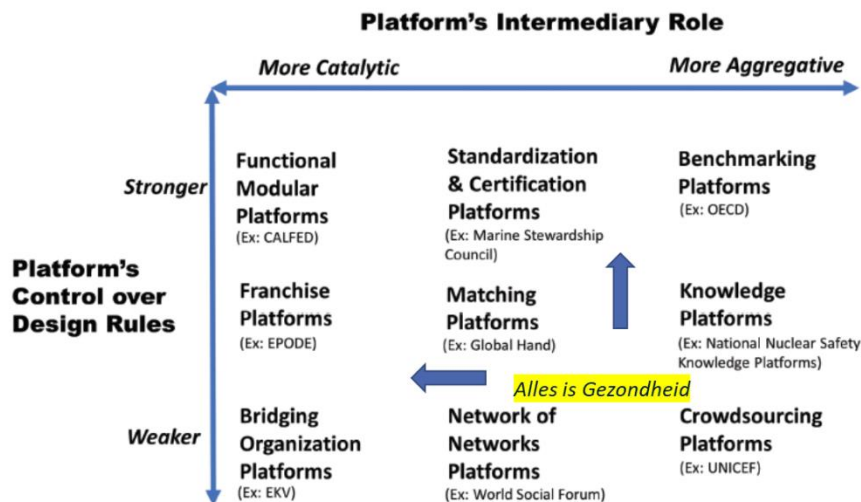 Platform's Intermediary Role
More Catalytic
More Aggregative
Stronger
Functional
Modular
Platforms
(Ex: CALFED)
Standardization
& Certification
Platforms
(Ex: Marine Stewardship
Council)
Benchmarking
Platforms
(Ex: OECD)
Platform's
Control over
Design Rules
Franchise
Platforms
(Ex: EPODE)
Matching
Platforms
(Ex: Global Hand)
Knowledge
Platforms
(Ex: National Nuclear Safety
Knowledge Platforms)
Alles is Gezondheid
Weaker
Bridging
Organization
Platforms
(Ex: EKV)
Network of
Networks
Platforms
(Ex: World Social Forum)
Crowdsourcing
Platforms
(Ex: UNICEF)